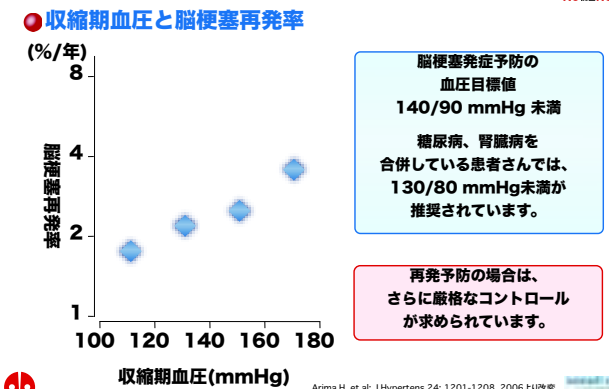 収縮期血圧と脳梗塞再発率
(%/年)
8
4
2
1
脳梗塞再発率
100 120 140 160 180
収縮期血圧(mmHg)
脳梗塞発症予防の
血圧目標値
140/90 mmHg 未満
糖尿病、腎臓病を
合併している患者さんでは、
130/80 mmHg未満が
推奨されています。
再発予防の場合は、
さらに厳格なコントロール
が求められています。
Arima H, et al: J Hypertens 24: 1201-1208, 2006より改変